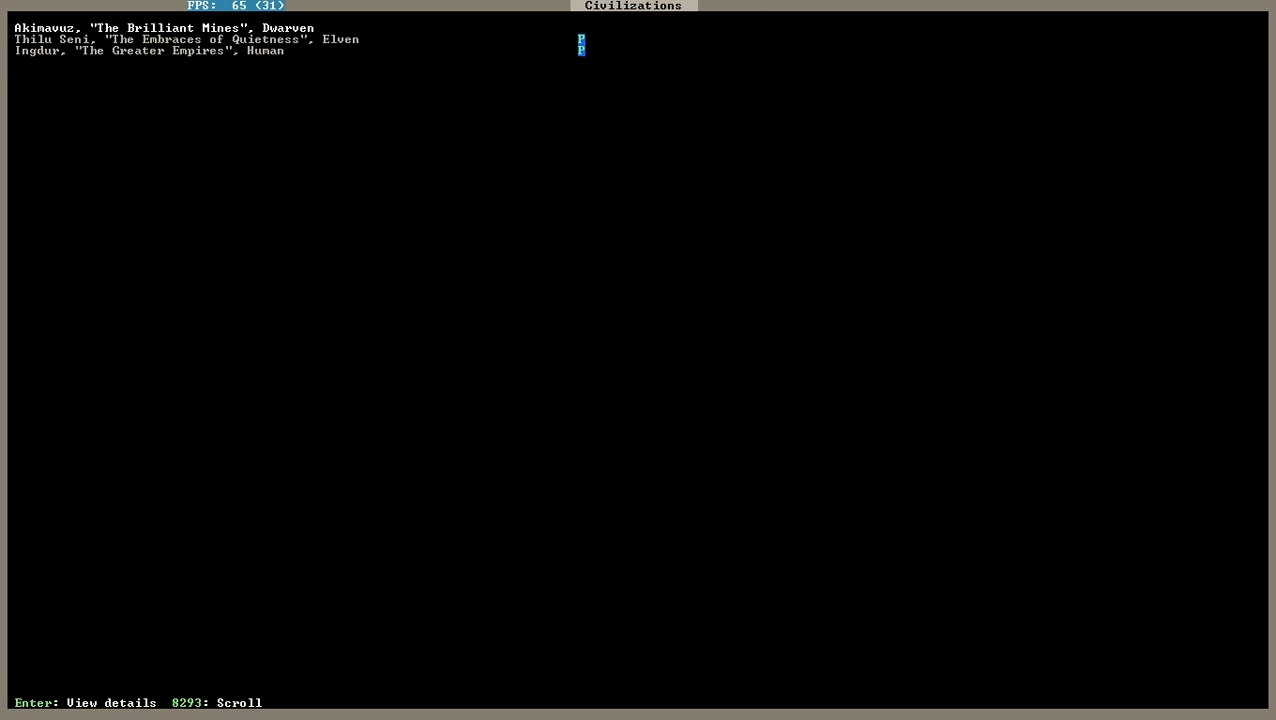 FPS: 65 (31) Civilizations
Akimavuz, "The Brilliant Mines", Dwarven
Thilu Seni, "The Embraces of Quietness", Elven P
Ingdur, "The Greater Empires", Human P
Enter: View details 8293: Scroll